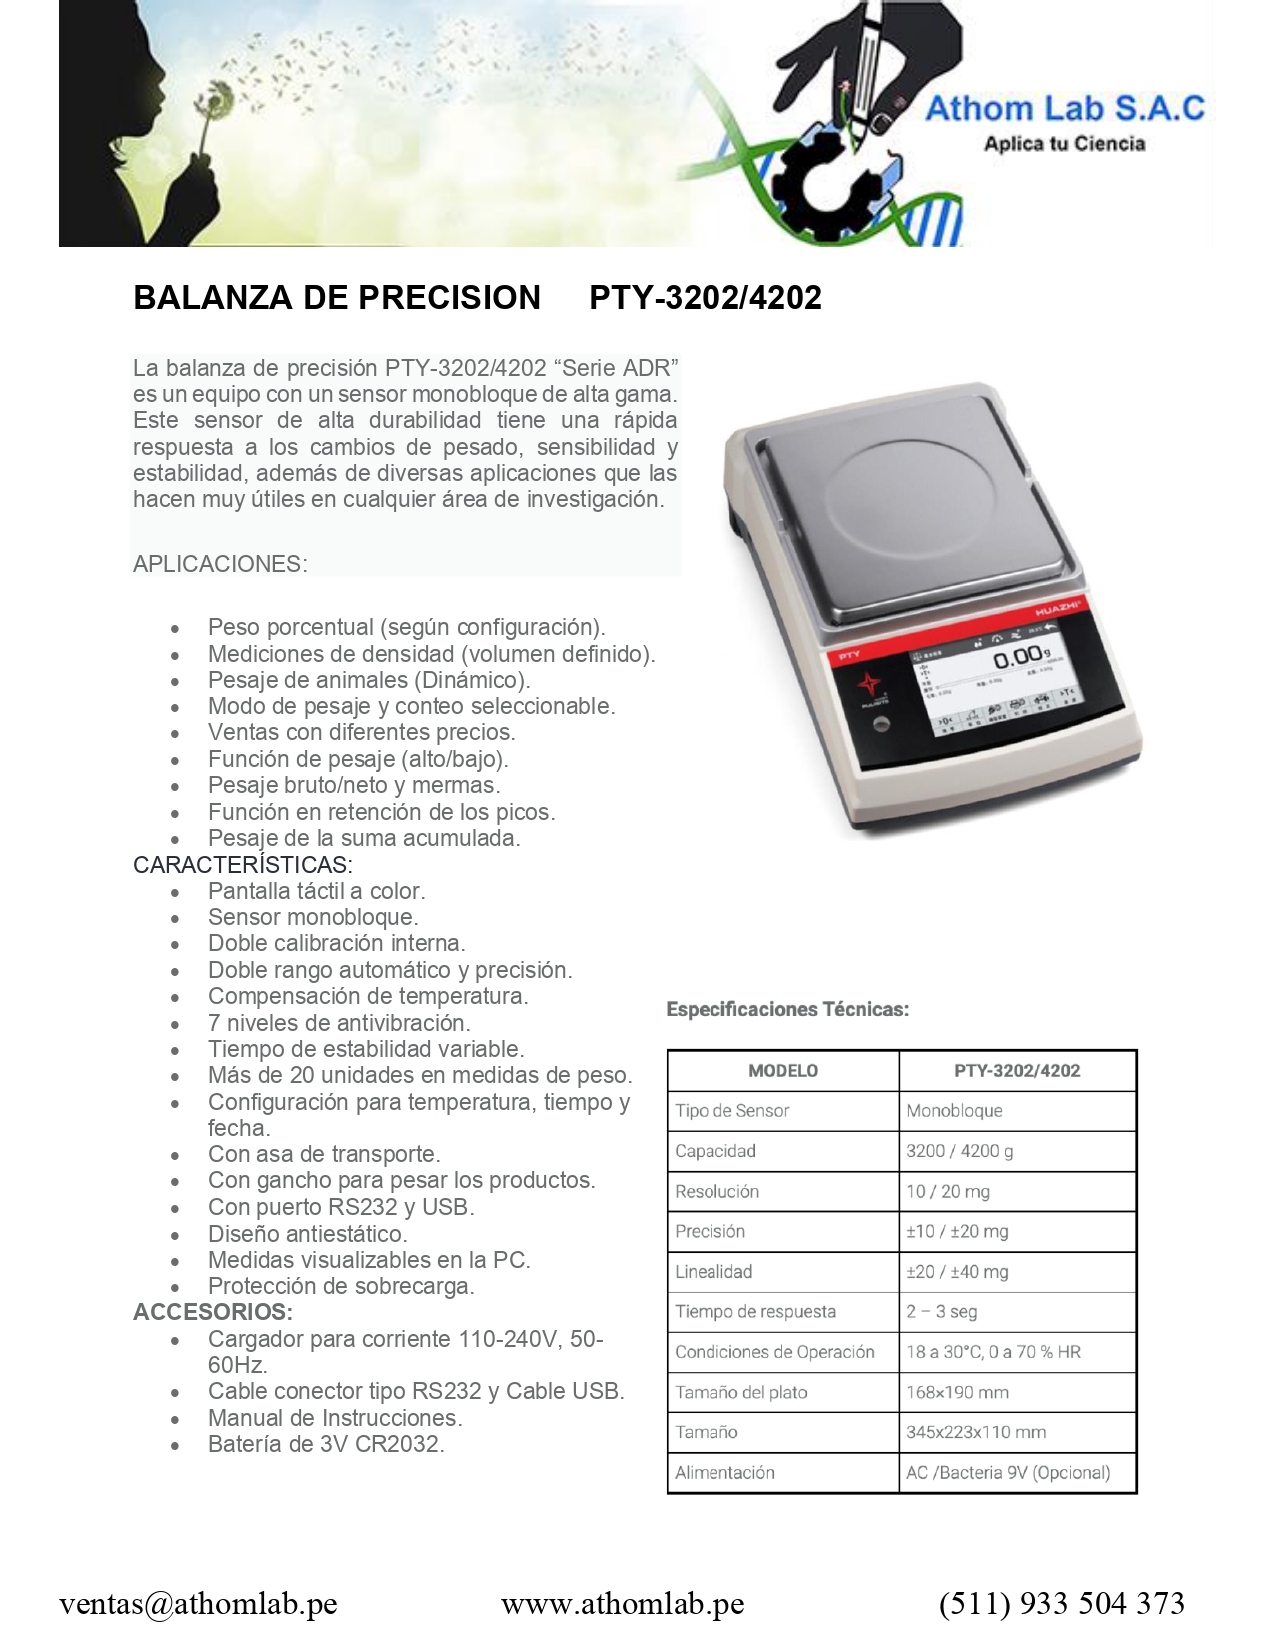 Athom Lab S.A.C
Aplica tu Ciencia
BALANZA DE PRECISION PTY-3202/4202
La balanza de precisión PTY-3202/4202 “Serie ADR”
es un equipo con un sensor monobloque de alta gama.
Este sensor de alta durabilidad tiene una rápida
respuesta a los cambios de pesado, sensibilidad y
estabilidad, además de diversas aplicaciones que las
hacen muy útiles en cualquier área de investigación.
APLICACIONES:
• Peso porcentual (según configuración).
• Mediciones de densidad (volumen definido).
• Pesaje de animales (Dinámico).
• Modo de pesaje y conteo seleccionable.
• Ventas con diferentes precios.
• Función de pesaje (alto/bajo).
• Pesaje bruto/neto y mermas.
• Función en retención de los picos.
• Pesaje de la suma acumulada.
CARACTERÍSTICAS:
• Pantalla táctil a color.
• Sensor monobloque.
• Doble calibración interna.
• Doble rango automático y precisión.
• Compensación de temperatura.
• 7 niveles de antivibración.
• Tiempo de estabilidad variable.
• Más de 20 unidades en medidas de peso.
• Configuración para temperatura, tiempo y
fecha.
• Con asa de transporte.
• Con gancho para pesar los productos.
• Con puerto RS232 y USB.
• Diseño antiestático.
• Medidas visualizables en la PC.
• Protección de sobrecarga.
ACCESORIOS:
• Cargador para corriente 110-240V, 50-
60Hz.
• Cable conector tipo RS232 y Cable USB.
• Manual de Instrucciones.
• Batería de 3V CR2032.
HUAZHI
PTY
0.00g
Especificaciones Técnicas:
MODELO PTY-3202/4202
Tipo de Sensor Monobloque
Capacidad 3200 / 4200 g
Resolución 10 / 20 mg
Precisión ±10 / ±20 mg
Linealidad ±20 / ±40 mg
Tiempo de respuesta 2 – 3 seg
Condiciones de Operación 18 a 30°C, 0 a 70 % HR
Tamaño del plato 168×190 mm
Tamaño 345x223x110 mm
Alimentación AC /Bacteria 9V (Opcional)
ventas@athomlab.pe www.athomlab.pe (511) 933 504 373